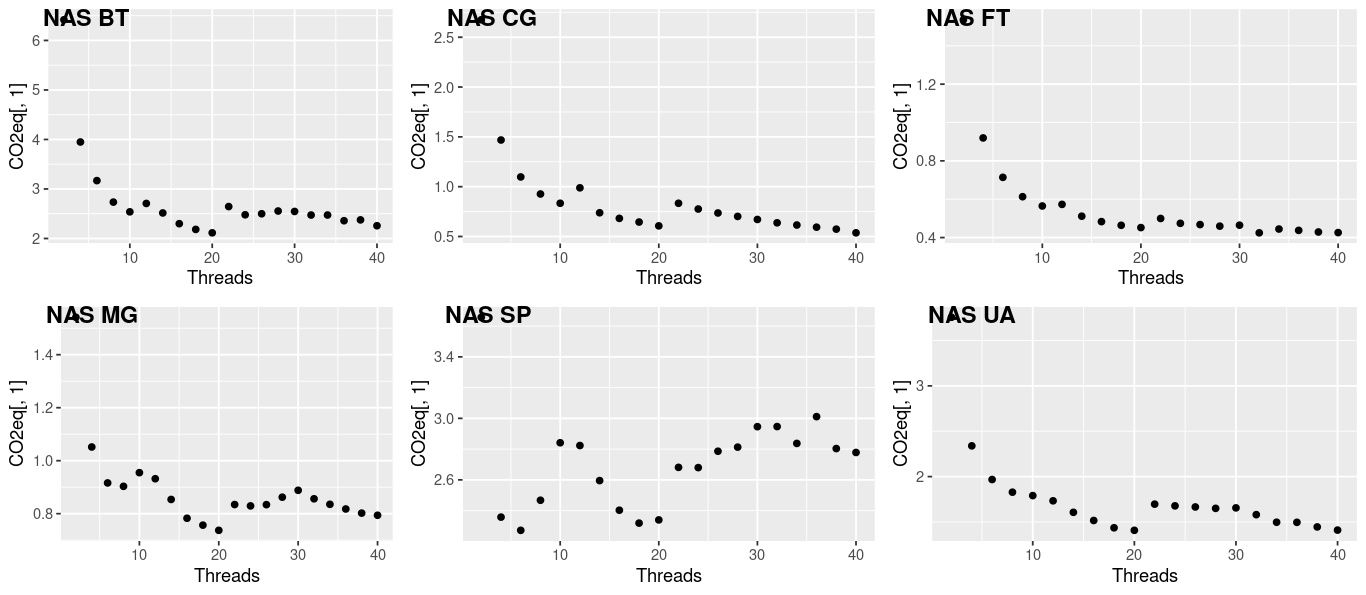 NAS BT
6
5
4
3
2
CO2eq[, 1]
10 20 30 40
Threads
NAS CG
2.5
2.0
1.5
1.0
0.5
CO2eq[, 1]
10 20 30 40
Threads
NAS FT
1.2
0.8
0.4
CO2eq[, 1]
10 20 30 40
Threads
NAS MG
1.4
1.2
1.0
0.8
CO2eq[, 1]
10 20 30 40
Threads
NAS SP
3.4
3.0
2.6
CO2eq[, 1]
10 20 30 40
Threads
NAS UA
3
2
CO2eq[, 1]
10 20 30 40
Threads